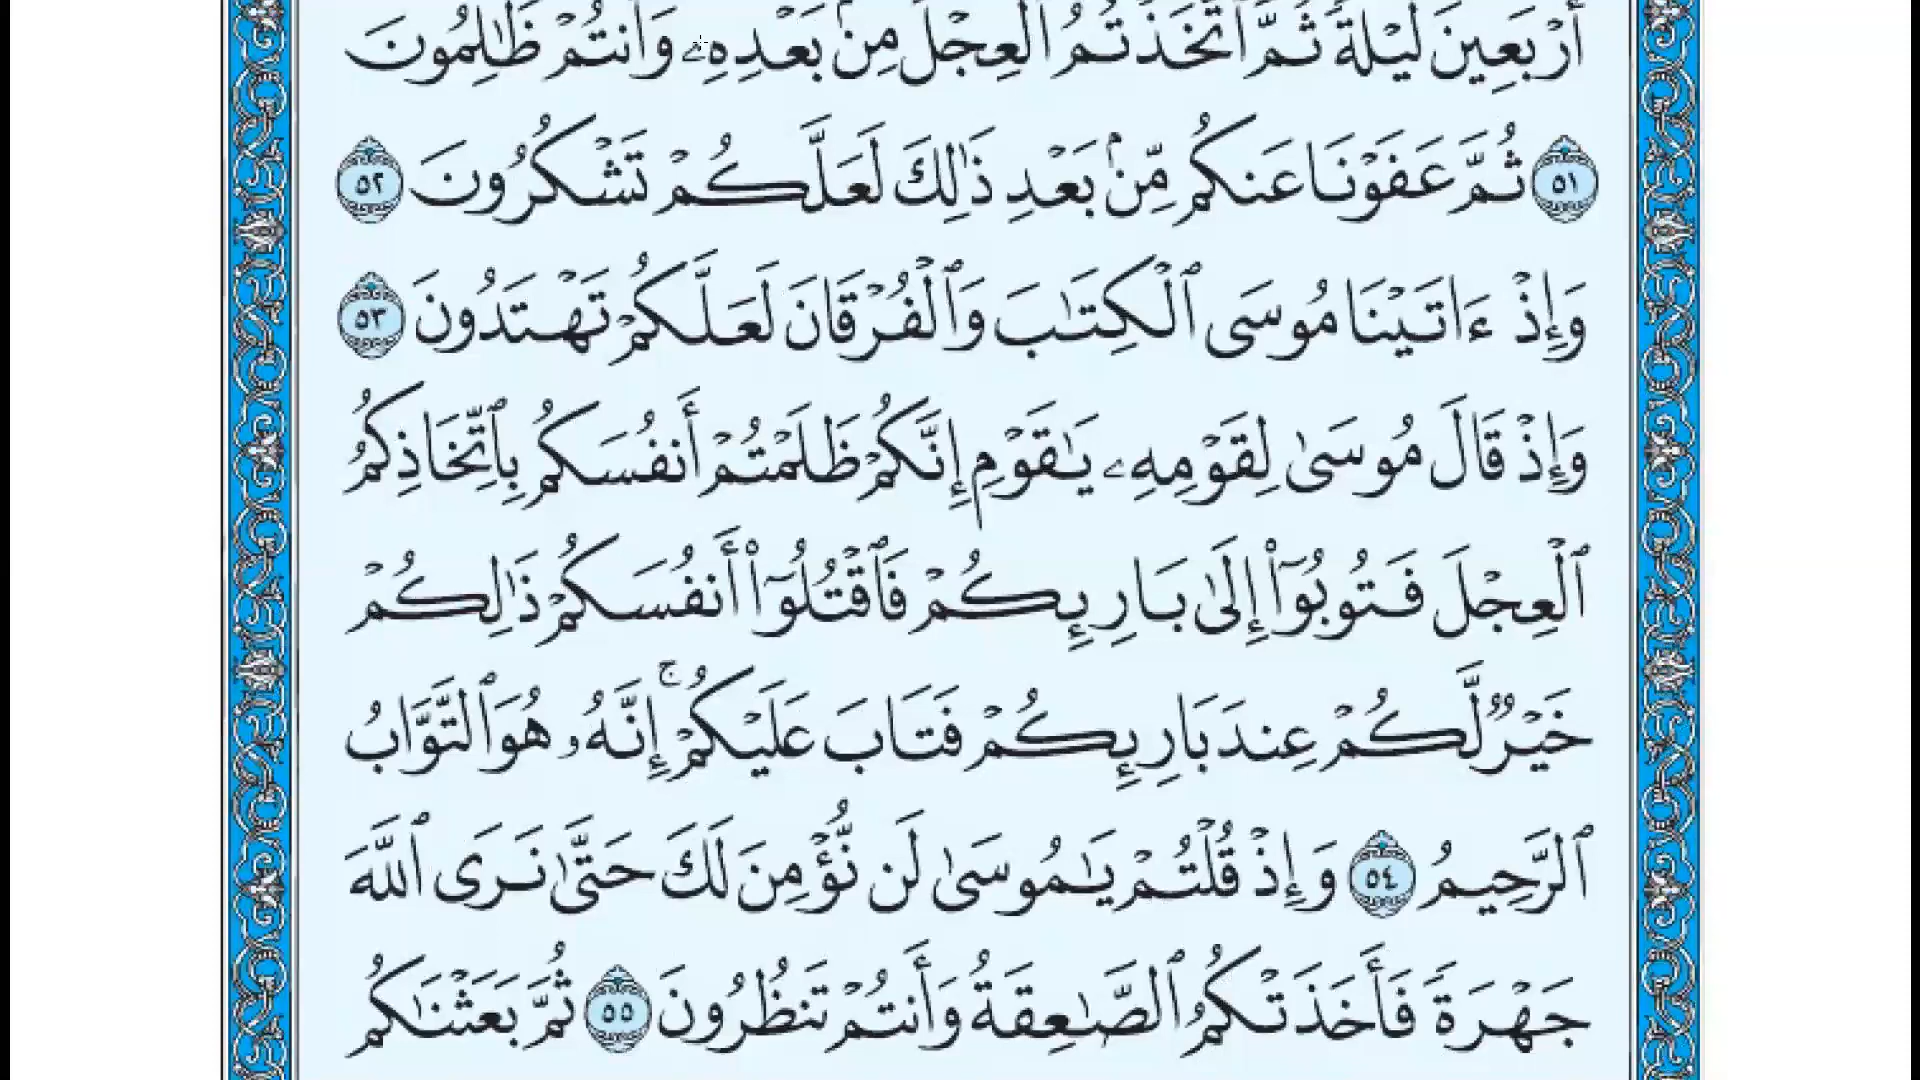 أَرْبَعِينَ لَيْلَةً ثُمَّ ٱتَّخَذْتُمُ ٱلْعِجْلَ مِنۢ بَعْدِهِۦ وَأَنتُمْ ظَٰلِمُونَ
٥١ ثُمَّ عَفَوْنَا عَنكُم مِّنۢ بَعْدِ ذَٰلِكَ لَعَلَّكُمْ تَشْكُرُونَ ٥٢
وَإِذْ ءَاتَيْنَا مُوسَى ٱلْكِتَٰبَ وَٱلْفُرْقَانَ لَعَلَّكُمْ تَهْتَدُونَ ٥٣
وَإِذْ قَالَ مُوسَىٰ لِقَوْمِهِۦ يَٰقَوْمِ إِنَّكُمْ ظَلَمْتُمْ أَنفُسَكُم بِٱتِّخَاذِكُمُ
ٱلْعِجْلَ فَتُوبُوٓا۟ إِلَىٰ بَارِئِكُمْ فَٱقْتُلُوٓا۟ أَنفُسَكُمْ ذَٰلِكُمْ
خَيْرٌ لَّكُمْ عِندَ بَارِئِكُمْ فَتَابَ عَلَيْكُمْ ۚ إِنَّهُۥ هُوَ ٱلتَّوَّابُ
ٱلرَّحِيمُ ٥٤ وَإِذْ قُلْتُمْ يَٰمُوسَىٰ لَن نُّؤْمِنَ لَكَ حَتَّىٰ نَرَى ٱللَّهَ
جَهْرَةً فَأَخَذَتْكُمُ ٱلصَّٰعِقَةُ وَأَنتُمْ تَنظُرُونَ ٥٥ ثُمَّ بَعَثْنَٰكُم